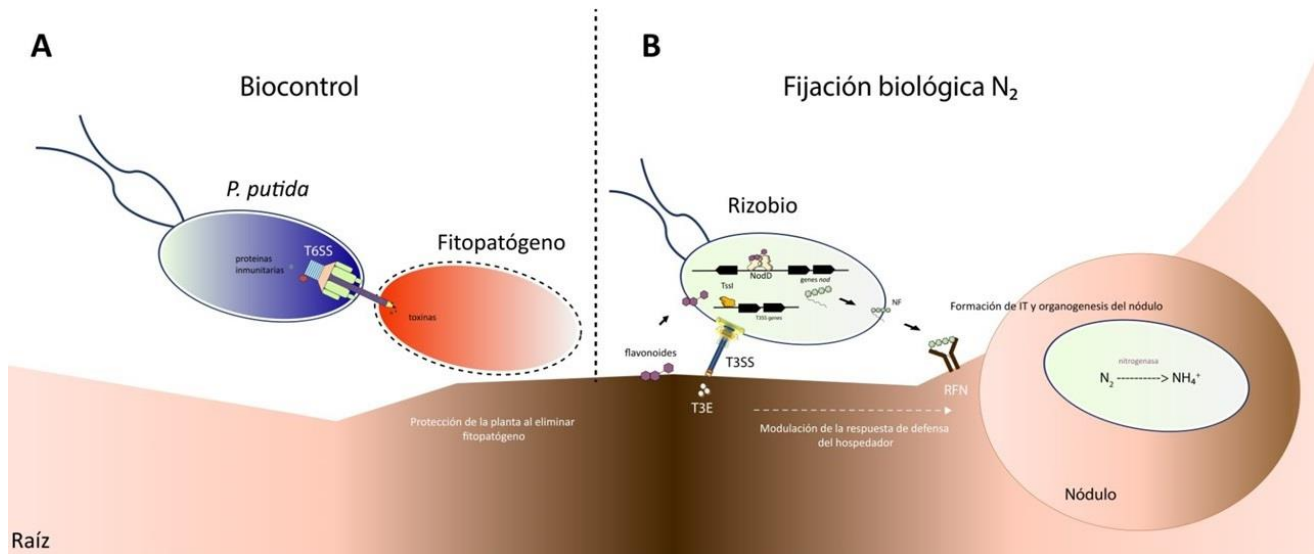 A
Biocontrol
P. putida
T6SS
proteinas
inmunitarias
Fitopatógeno
toxinas
Protección de la planta al eliminar
fitopatógeno
Raíz
B
Fijación biológica N₂
Rizobio
TssI
NodD
genes nod
T3SS genes
NF
flavonoides
T3SS
T3E
RFN
Modulación de la respuesta de defensa
del hospedador
Formación de IT y organogenesis del nódulo
nitrogenasa
N₂ ----------> NH₄⁺
Nódulo